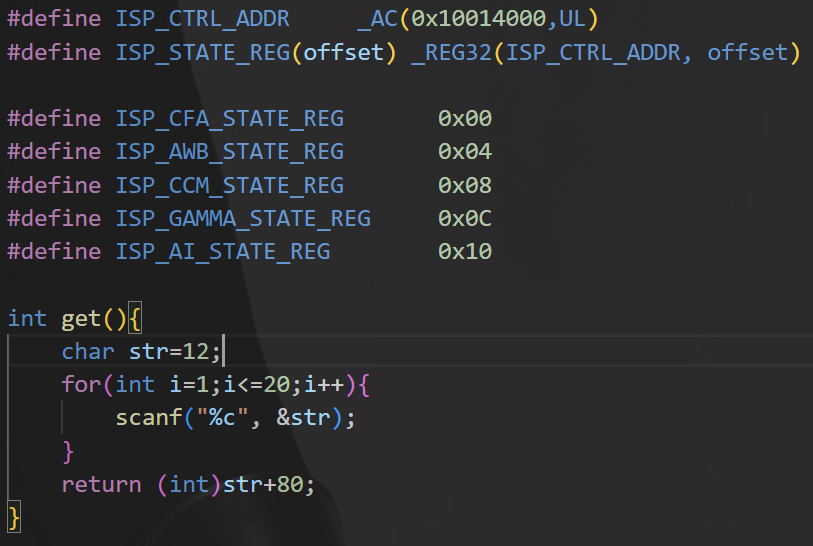 #define ISP_CTRL_ADDR     _AC(0x10014000,UL)
#define ISP_STATE_REG(offset) _REG32(ISP_CTRL_ADDR, offset)

#define ISP_CFA_STATE_REG       0x00
#define ISP_AWB_STATE_REG       0x04
#define ISP_CCM_STATE_REG       0x08
#define ISP_GAMMA_STATE_REG     0x0C
#define ISP_AI_STATE_REG        0x10

int get(){
    char str=12;
    for(int i=1;i<=20;i++){
        scanf("%c", &str);
    }
    return (int)str+80;
}